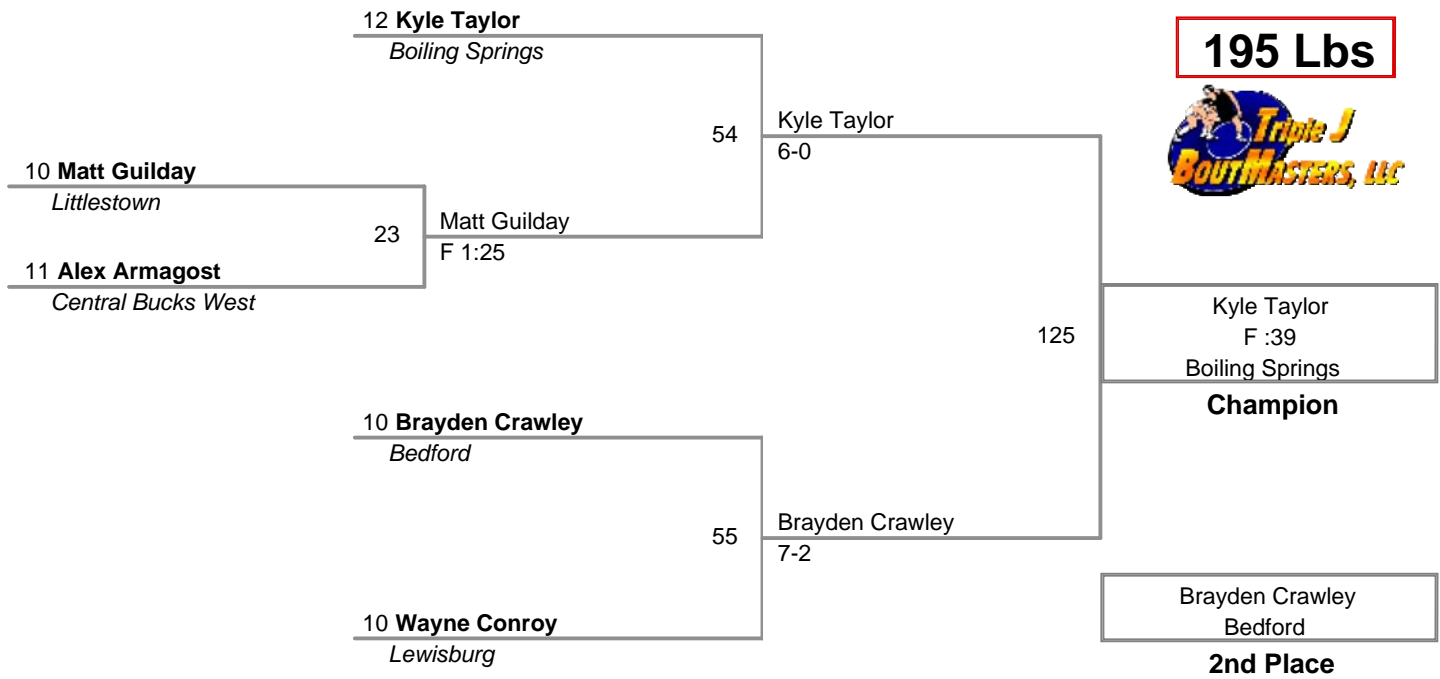 12 Kyle Taylor
Boiling Springs
195 Lbs
Triple J
BOUTMASTERS, LLC
54
Kyle Taylor
6-0
10 Matt Guilday
Littlestown
23
Matt Guilday
F 1:25
11 Alex Armagost
Central Bucks West
125
Kyle Taylor
F :39
Boiling Springs
Champion
10 Brayden Crawley
Bedford
55
Brayden Crawley
7-2
10 Wayne Conroy
Lewisburg
Brayden Crawley
Bedford
2nd Place